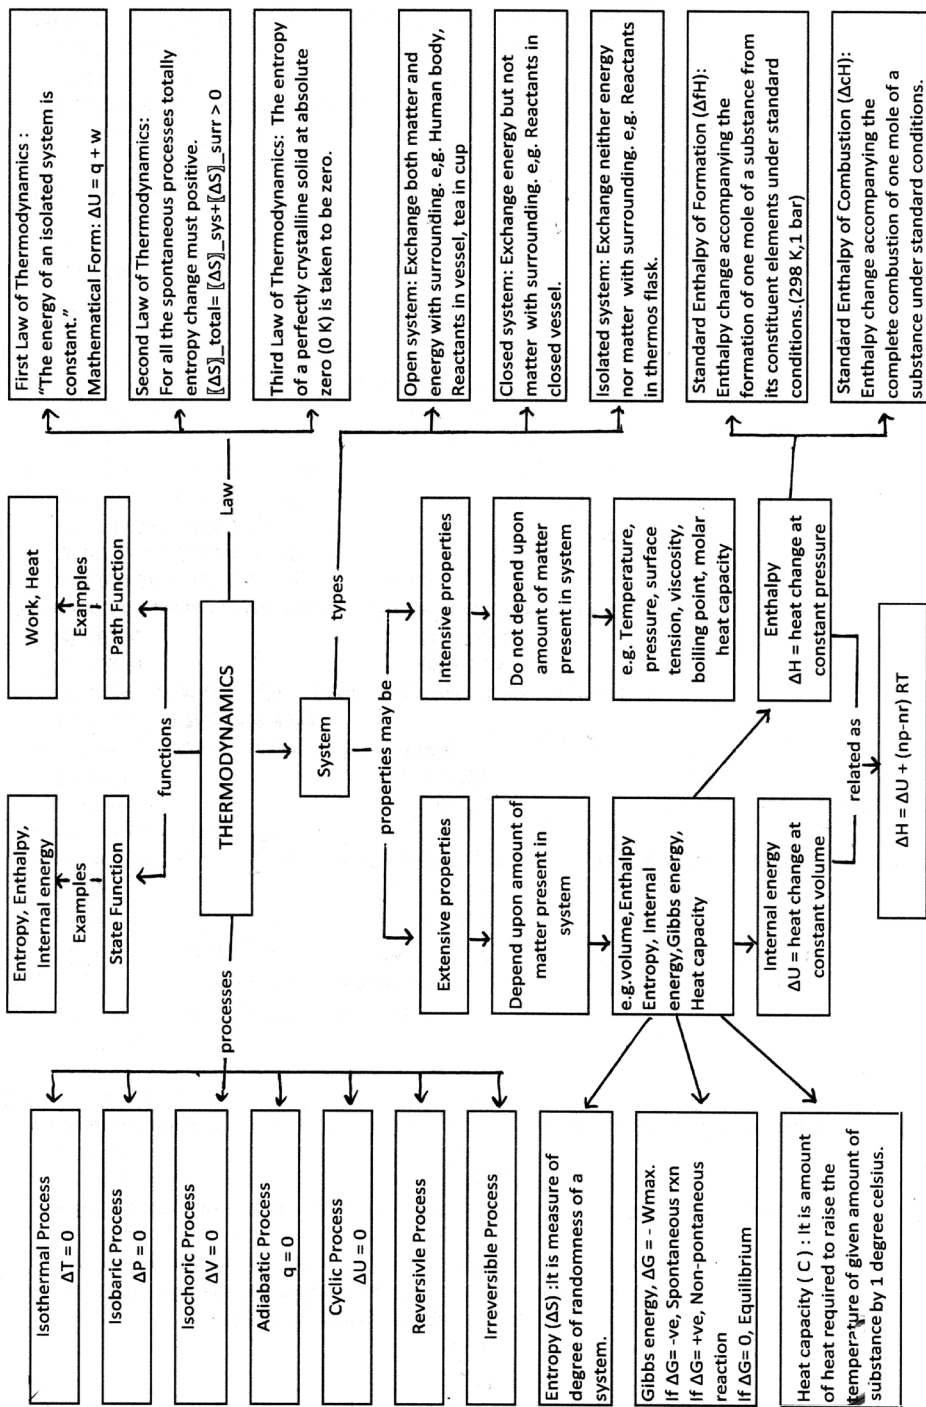 Isothermal Process
ΔT = 0
Isobaric Process
ΔP = 0
Isochoric Process
ΔV = 0
Adiabatic Process
q = 0
Cyclic Process
ΔU = 0
Reversivle Process
Irreversible Process
processes
Entropy, Enthalpy,
Internal energy
Examples
State Function
Work, Heat
Examples
Path Function
functions
THERMODYNAMICS
Law
First Law of Thermodynamics :
“The energy of an isolated system is
constant.”
Mathematical Form: ΔU = q + w
Second Law of Thermodynamics:
For all the spontaneous processes totally
entropy change must positive.
〖ΔS〗_total= 〖ΔS〗_sys+〖ΔS〗_surr > 0
Third Law of Thermodynamics: The entropy
of a perfectly crystalline solid at absolute
zero (0 K) is taken to be zero.
System
types
Open system: Exchange both matter and
energy with surrounding. e,g. Human body,
Reactants in vessel, tea in cup
Closed system: Exchange energy but not
matter with surrounding. e,g. Reactants in
closed vessel.
Isolated system: Exchange neither energy
nor matter with surrounding. e.g. Reactants
in thermos flask.
properties may be
Extensive properties
Depend upon amount of
matter present in
system
e.g.volume,Enthalpy
Entropy, Internal
energy,Gibbs energy,
Heat capacity
Intensive properties
Do not depend upon
amount of matter
present in system
e.g. Temperature,
pressure, surface
tension, viscosity,
boiling point, molar
heat capacity
Entropy (ΔS) :It is measure of
degree of randomness of a
system.
Gibbs energy, ΔG = - Wmax.
If ΔG= -ve, Spontaneous rxn
If ΔG= +ve, Non-pontaneous
reaction
If ΔG= 0, Equilibrium
Heat capacity ( C ) : It is amount
of heat required to raise the
temperature of given amount of
substance by 1 degree celsius.
Internal energy
ΔU = heat change at
constant volume
Enthalpy
ΔH = heat change at
constant pressure
related as
ΔH = ΔU + (np-nr) RT
Standard Enthalpy of Formation (ΔfH):
Enthalpy change accompanying the
formation of one mole of a substance from
its constituent elements under standard
conditions.(298 K,1 bar)
Standard Enthalpy of Combustion (ΔcH):
Enthalpy change accompanying the
complete combustion of one mole of a
substance under standard conditions.